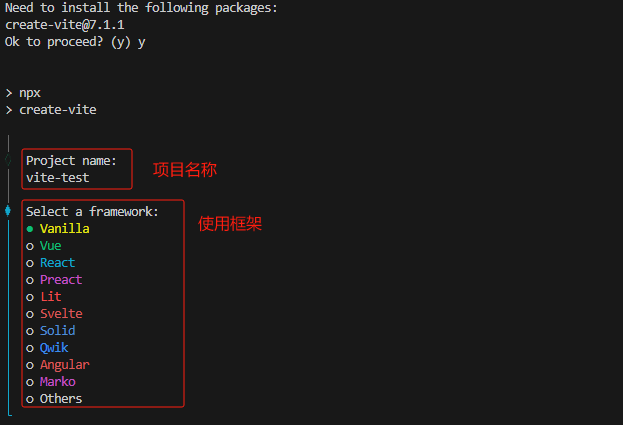 Need to install the following packages:
create-vite@7.1.1
Ok to proceed? (y) y
> npx
> create-vite
Project name:
项目名称
vite-test
Select a framework:
使用框架
Vanilla
Vue
React
Preact
Lit
Svelte
Solid
Qwik
Angular
Marko
Others